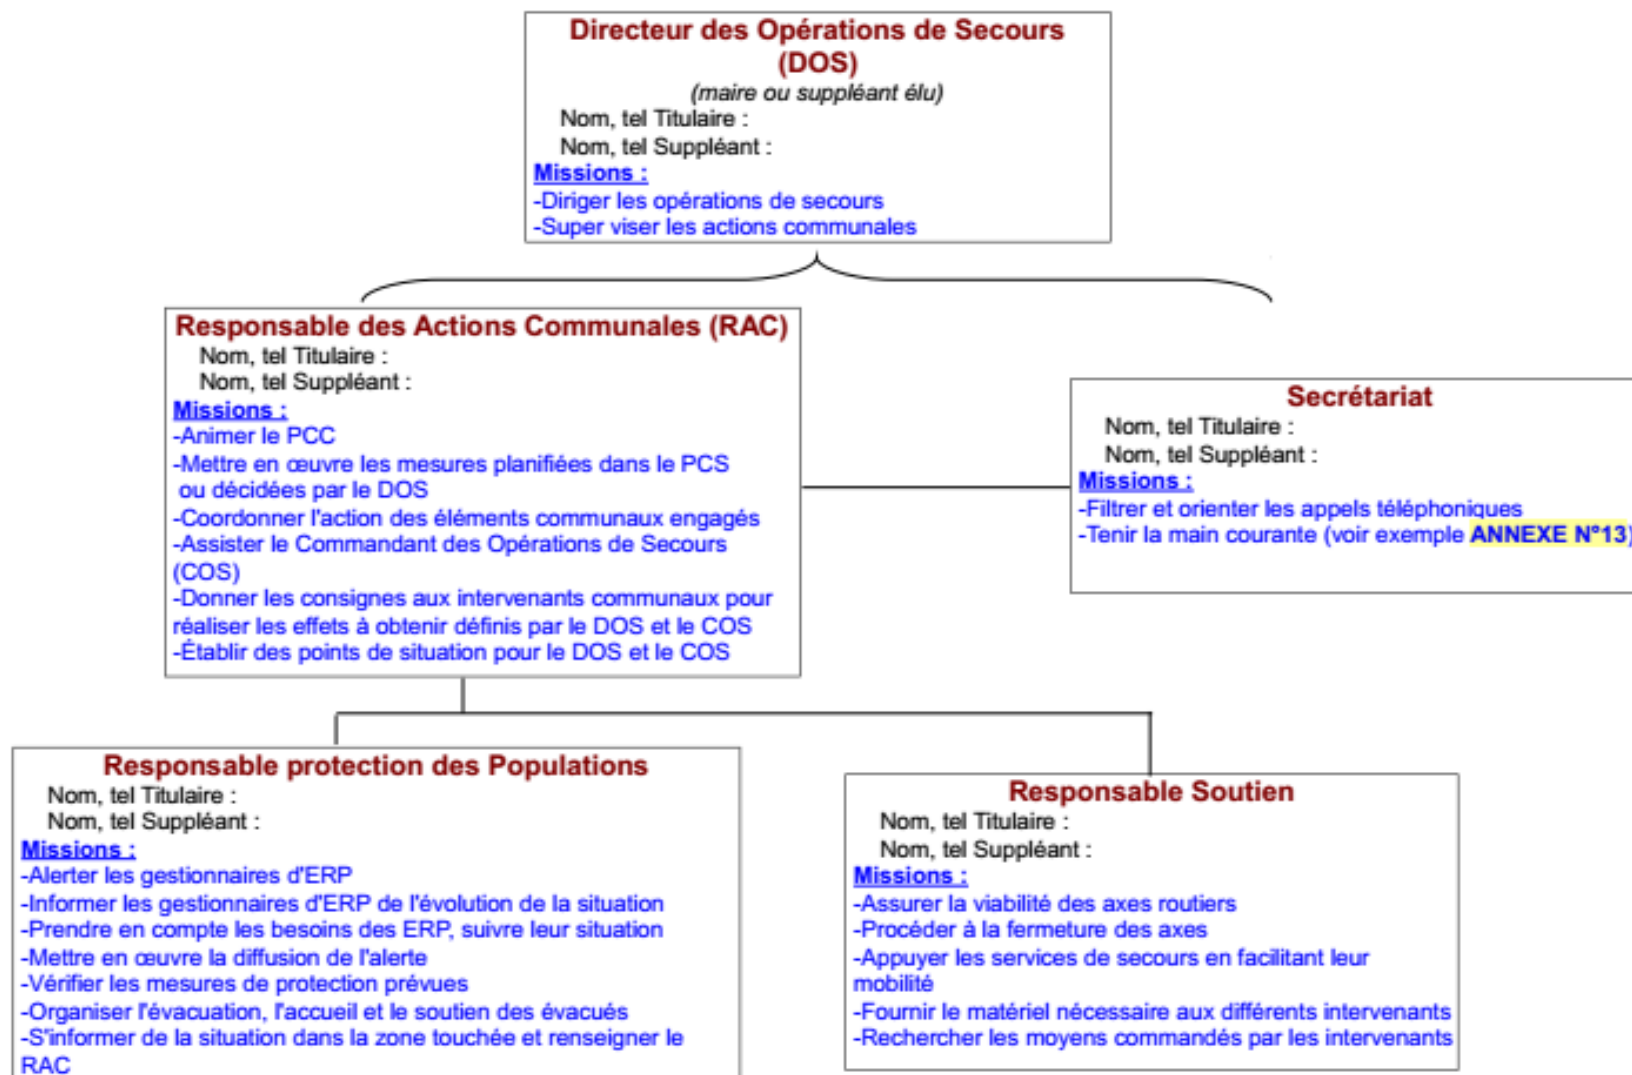 Directeur des Opérations de Secours
(DOS)
(maire ou suppléant élu)
Nom, tel Titulaire :
Nom, tel Suppléant :
Missions :
-Diriger les opérations de secours
-Super viser les actions communales
Responsable des Actions Communales (RAC)
Nom, tel Titulaire :
Nom, tel Suppléant :
Missions :
-Animer le PCC
-Mettre en œuvre les mesures planifiées dans le PCS
ou décidées par le DOS
-Coordonner l'action des éléments communaux engagés
-Assister le Commandant des Opérations de Secours
(COS)
-Donner les consignes aux intervenants communaux pour
réaliser les effets à obtenir définis par le DOS et le COS
-Établir des points de situation pour le DOS et le COS
Secrétariat
Nom, tel Titulaire :
Nom, tel Suppléant :
Missions :
-Filtrer et orienter les appels téléphoniques
-Tenir la main courante (voir exemple ANNEXE N°13)
Responsable protection des Populations
Nom, tel Titulaire :
Nom, tel Suppléant :
Missions :
-Alerter les gestionnaires d'ERP
-Informer les gestionnaires d'ERP de l'évolution de la situation
-Prendre en compte les besoins des ERP, suivre leur situation
-Mettre en œuvre la diffusion de l'alerte
-Vérifier les mesures de protection prévues
-Organiser l'évacuation, l'accueil et le soutien des évacués
-S'informer de la situation dans la zone touchée et renseigner le
RAC
Responsable Soutien
Nom, tel Titulaire :
Nom, tel Suppléant :
Missions :
-Assurer la viabilité des axes routiers
-Procéder à la fermeture des axes
-Appuyer les services de secours en facilitant leur
mobilité
-Fournir le matériel nécessaire aux différents intervenants
-Rechercher les moyens commandés par les intervenants